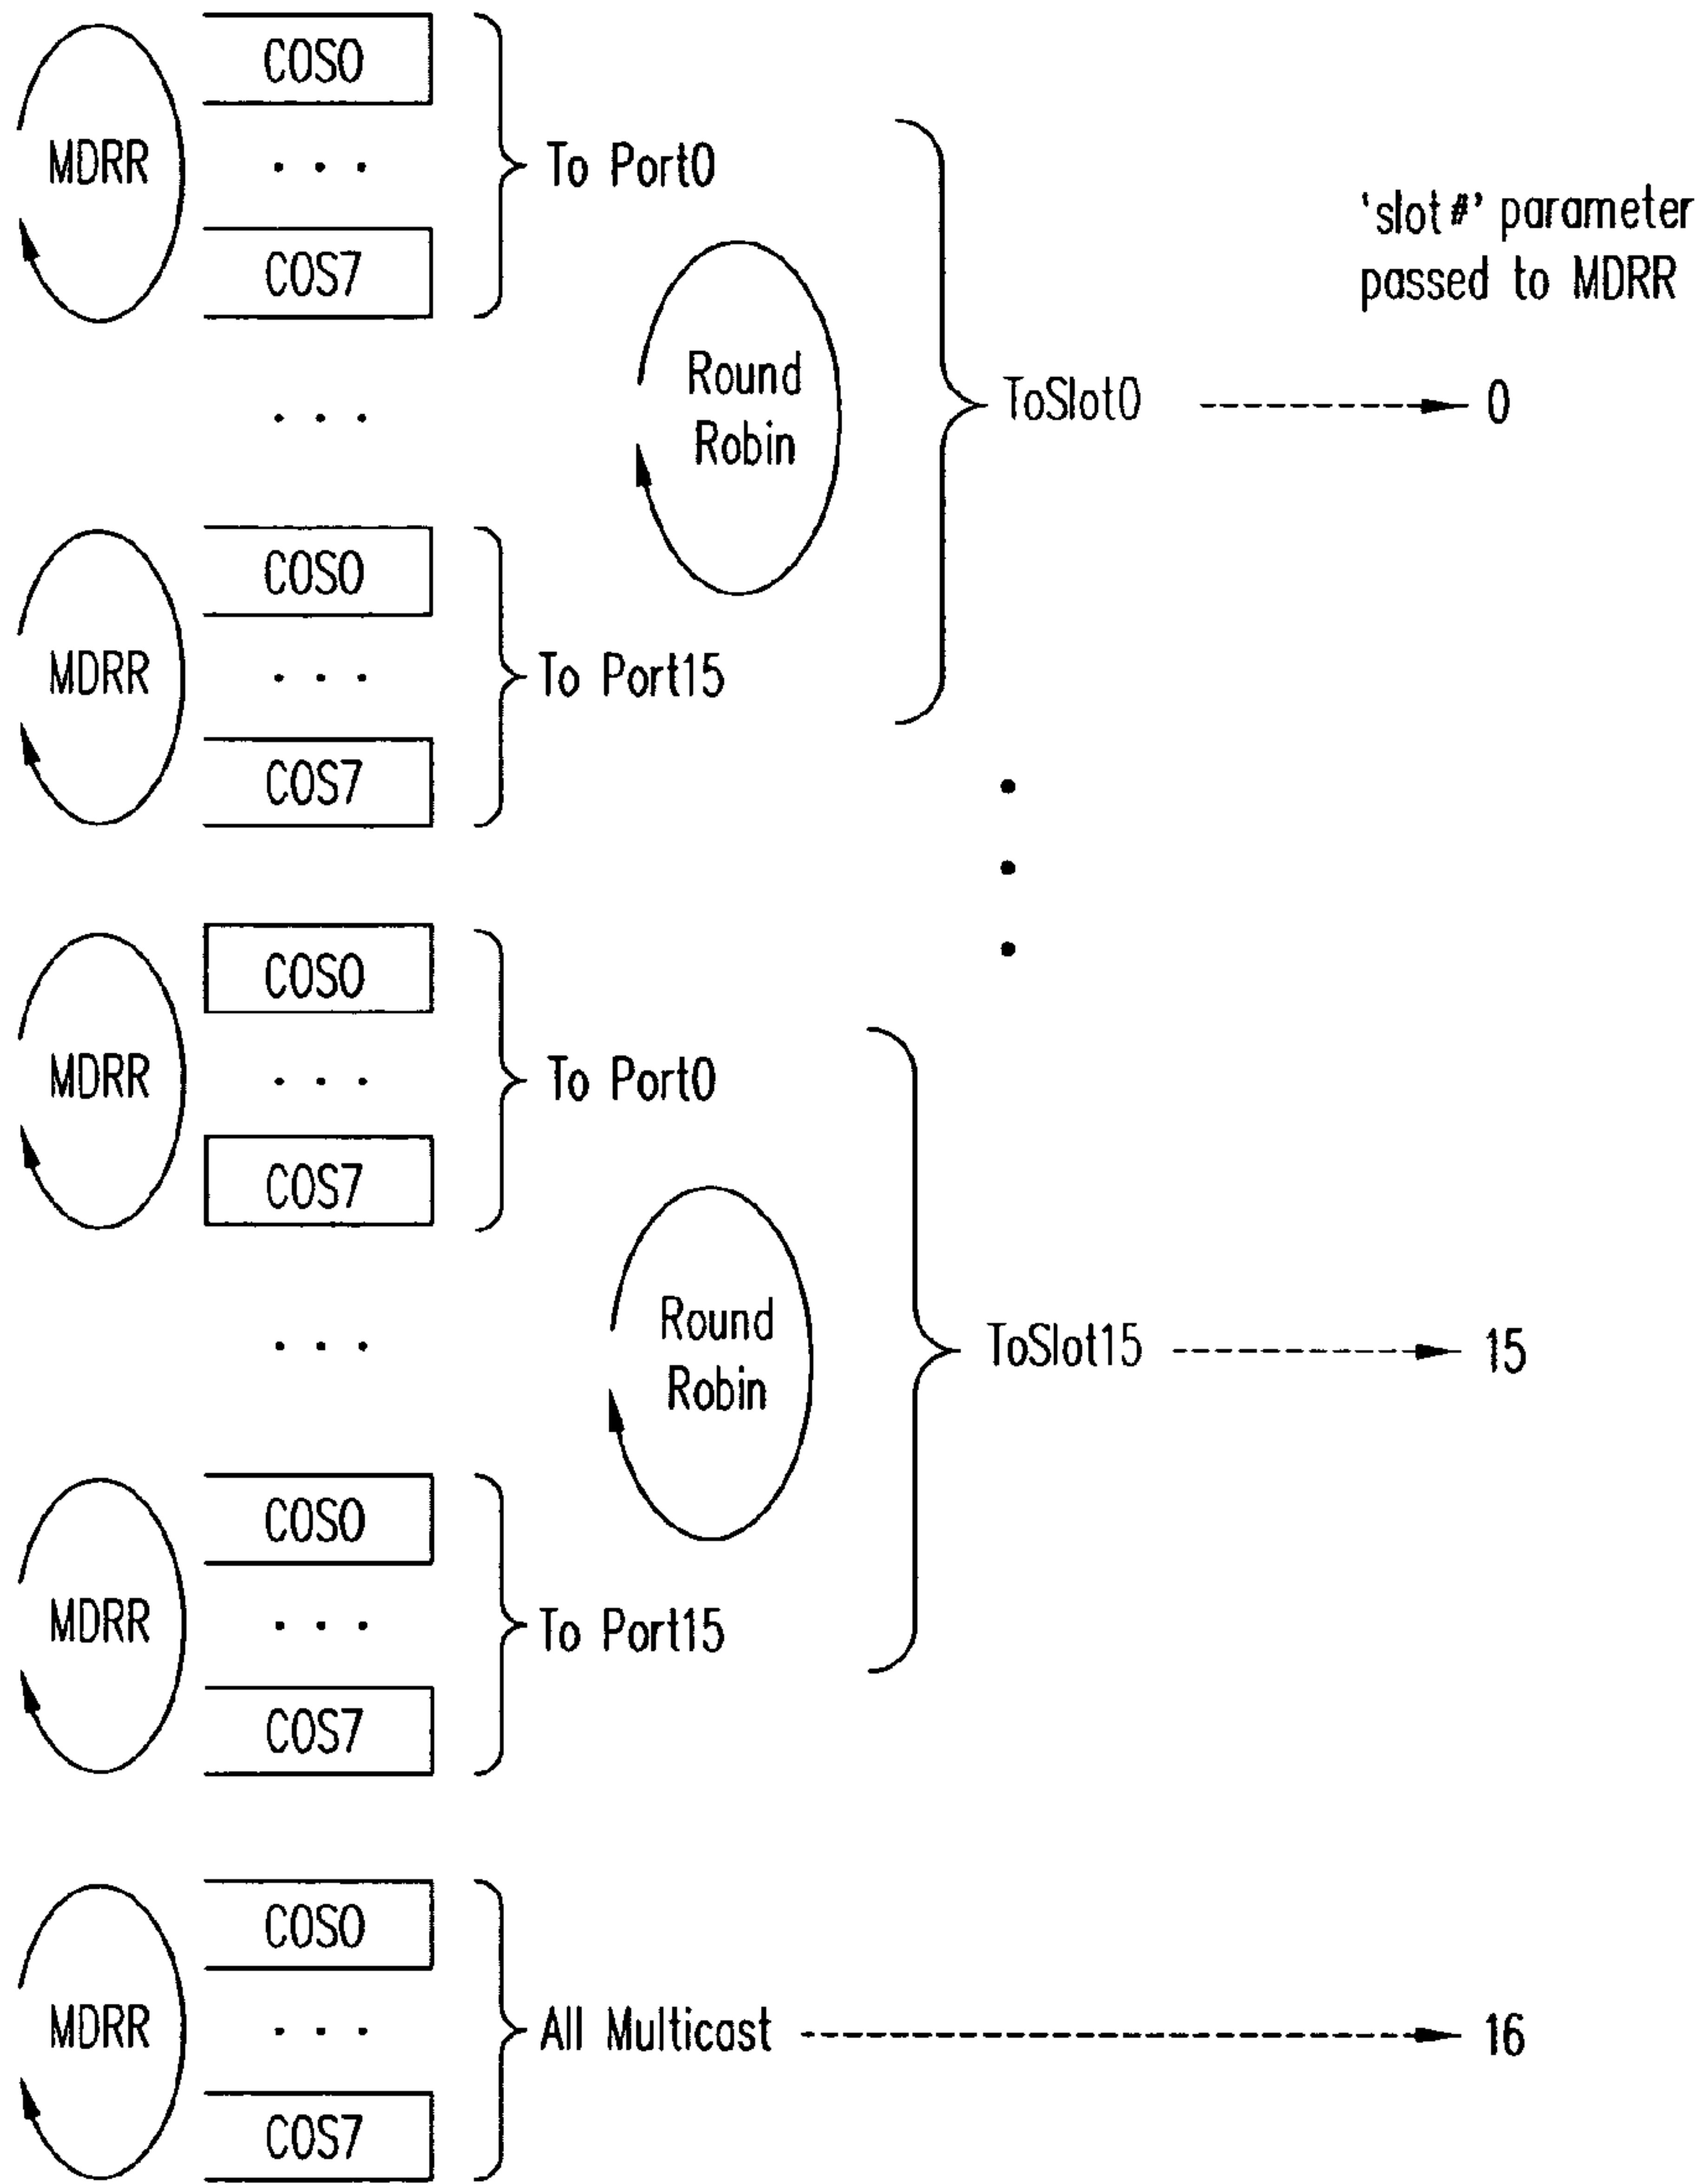 COS0
MDRR
. . .
To Port0
COS7
'slot#' parameter
passed to MDRR
Round
Robin
. . .
ToSlot0
0
COS0
MDRR
. . .
To Port15
COS7
COS0
MDRR
. . .
To Port0
COS7
Round
Robin
. . .
ToSlot15
15
COS0
MDRR
. . .
To Port15
COS7
COS0
MDRR
. . .
All Multicast
16
COS7